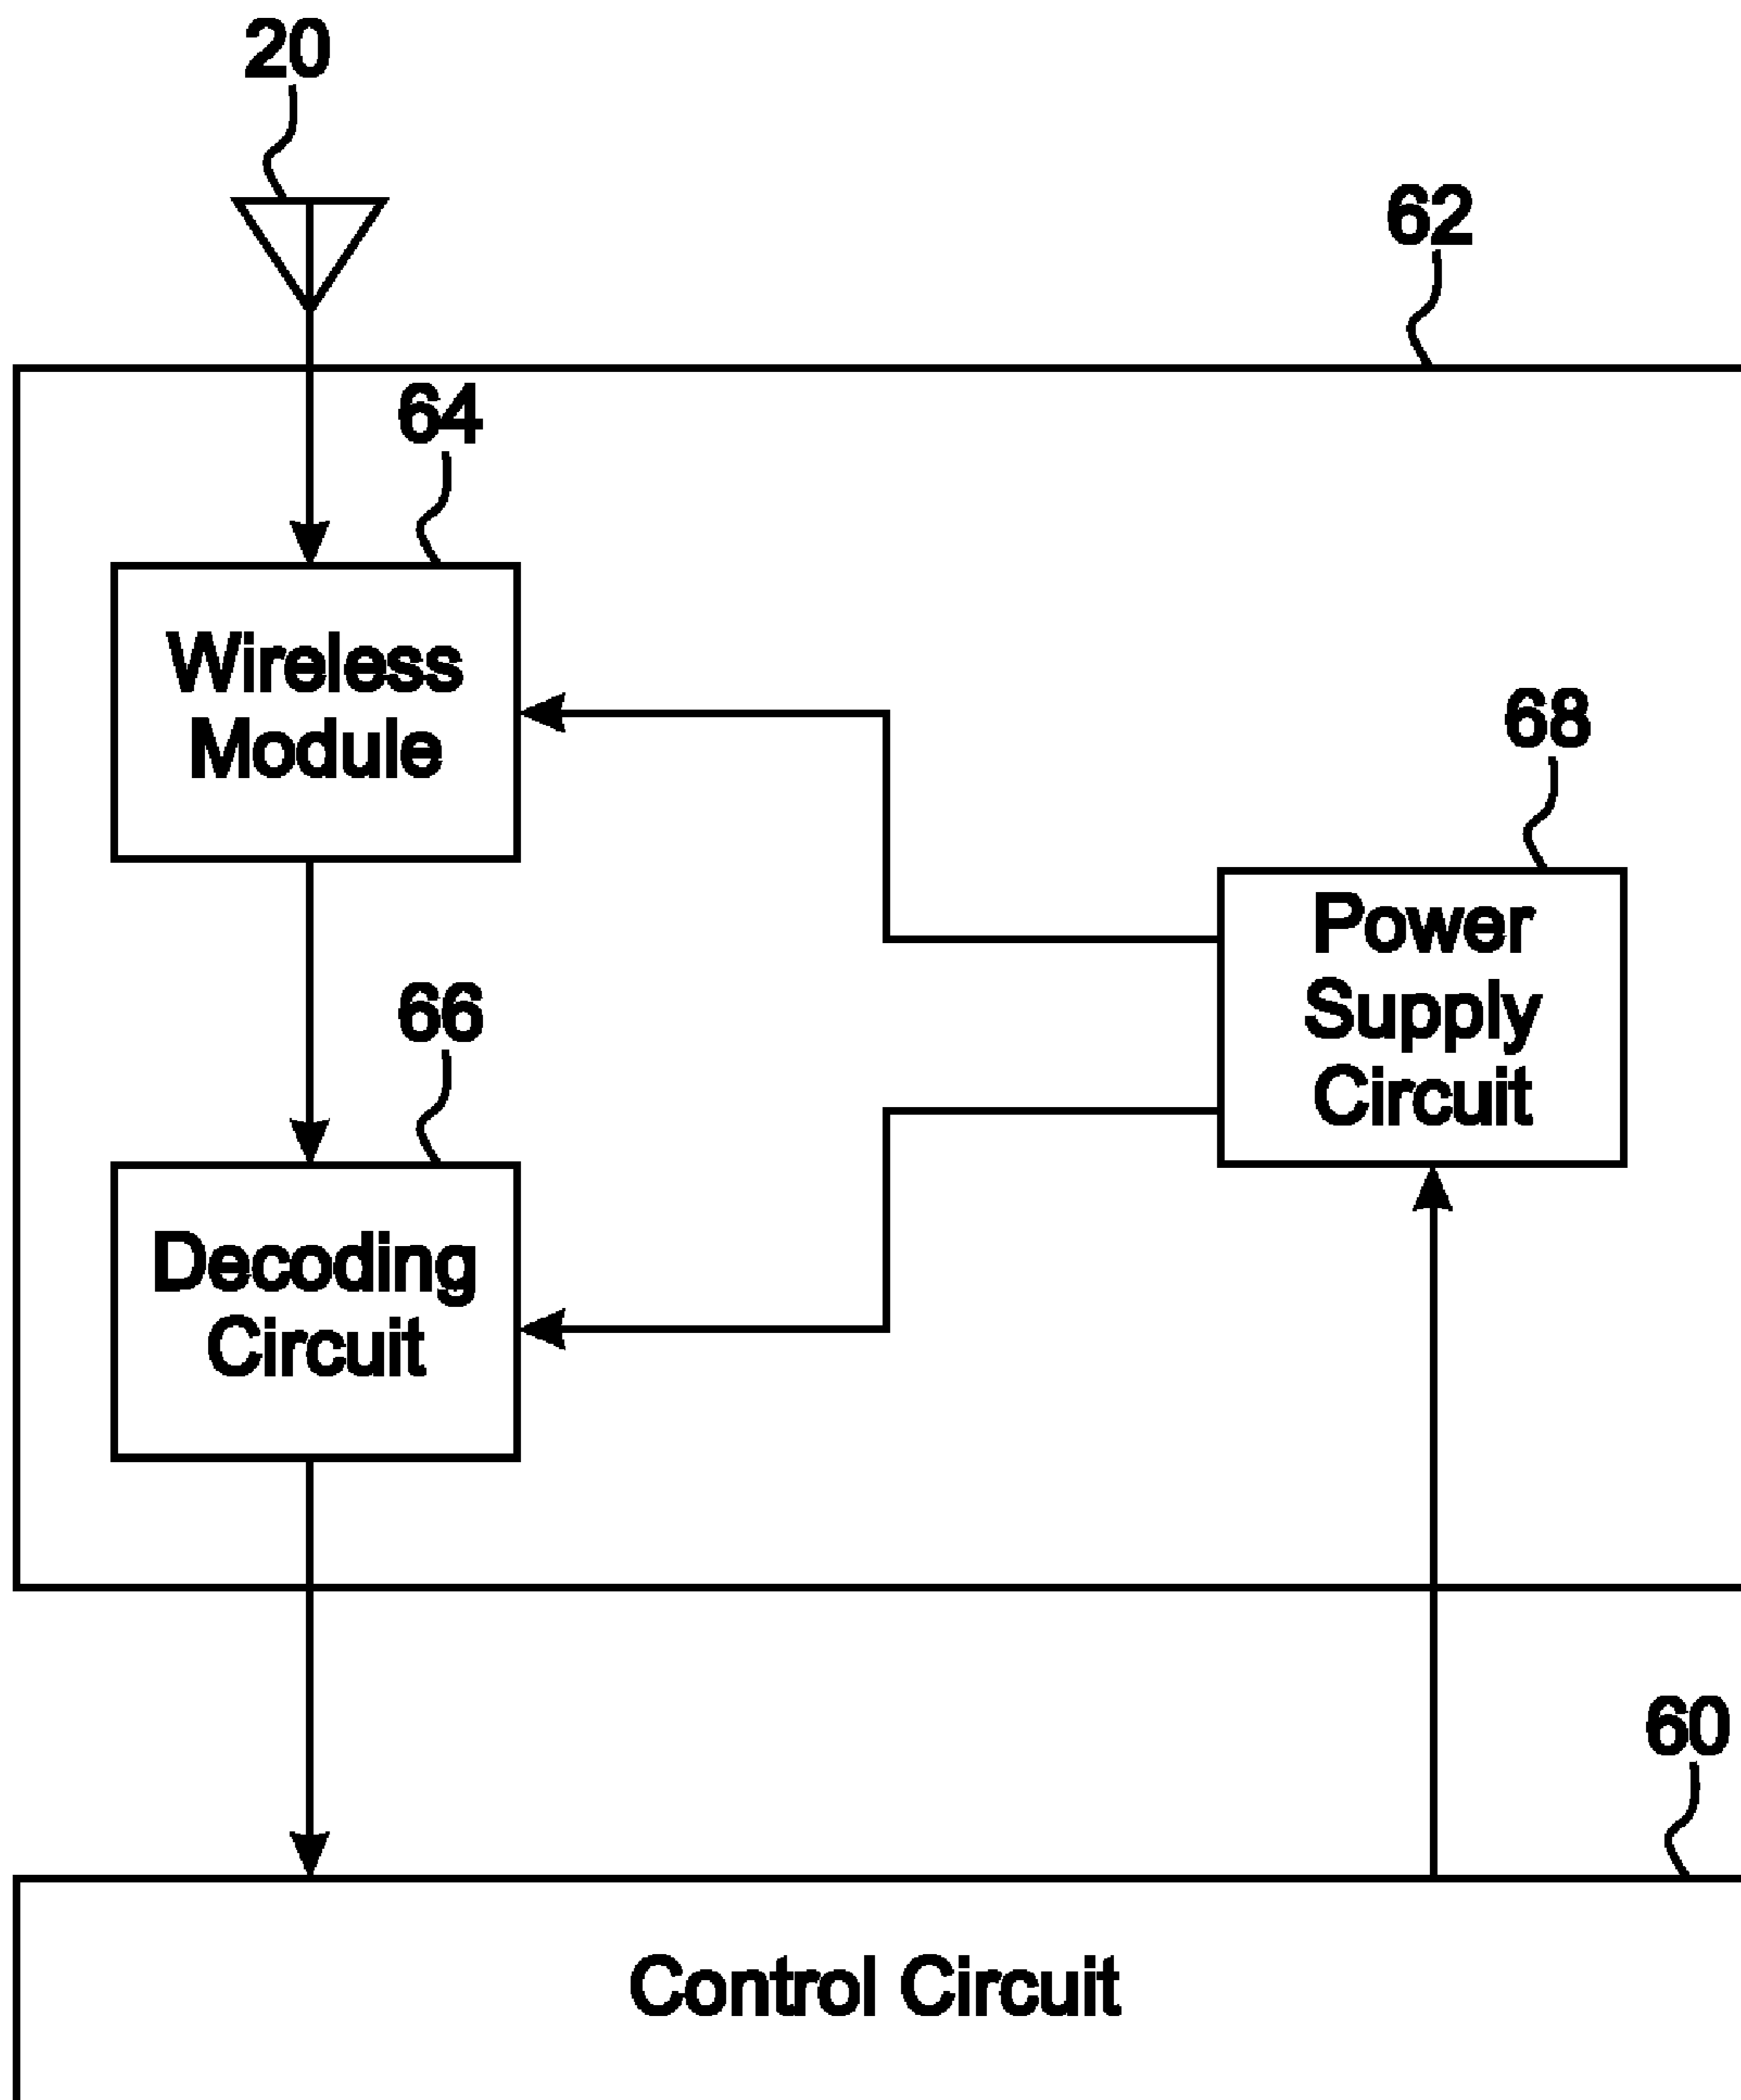 20
62
64
Wireless
Module
68
Power
Supply
Circuit
66
Decoding
Circuit
60
Control Circuit